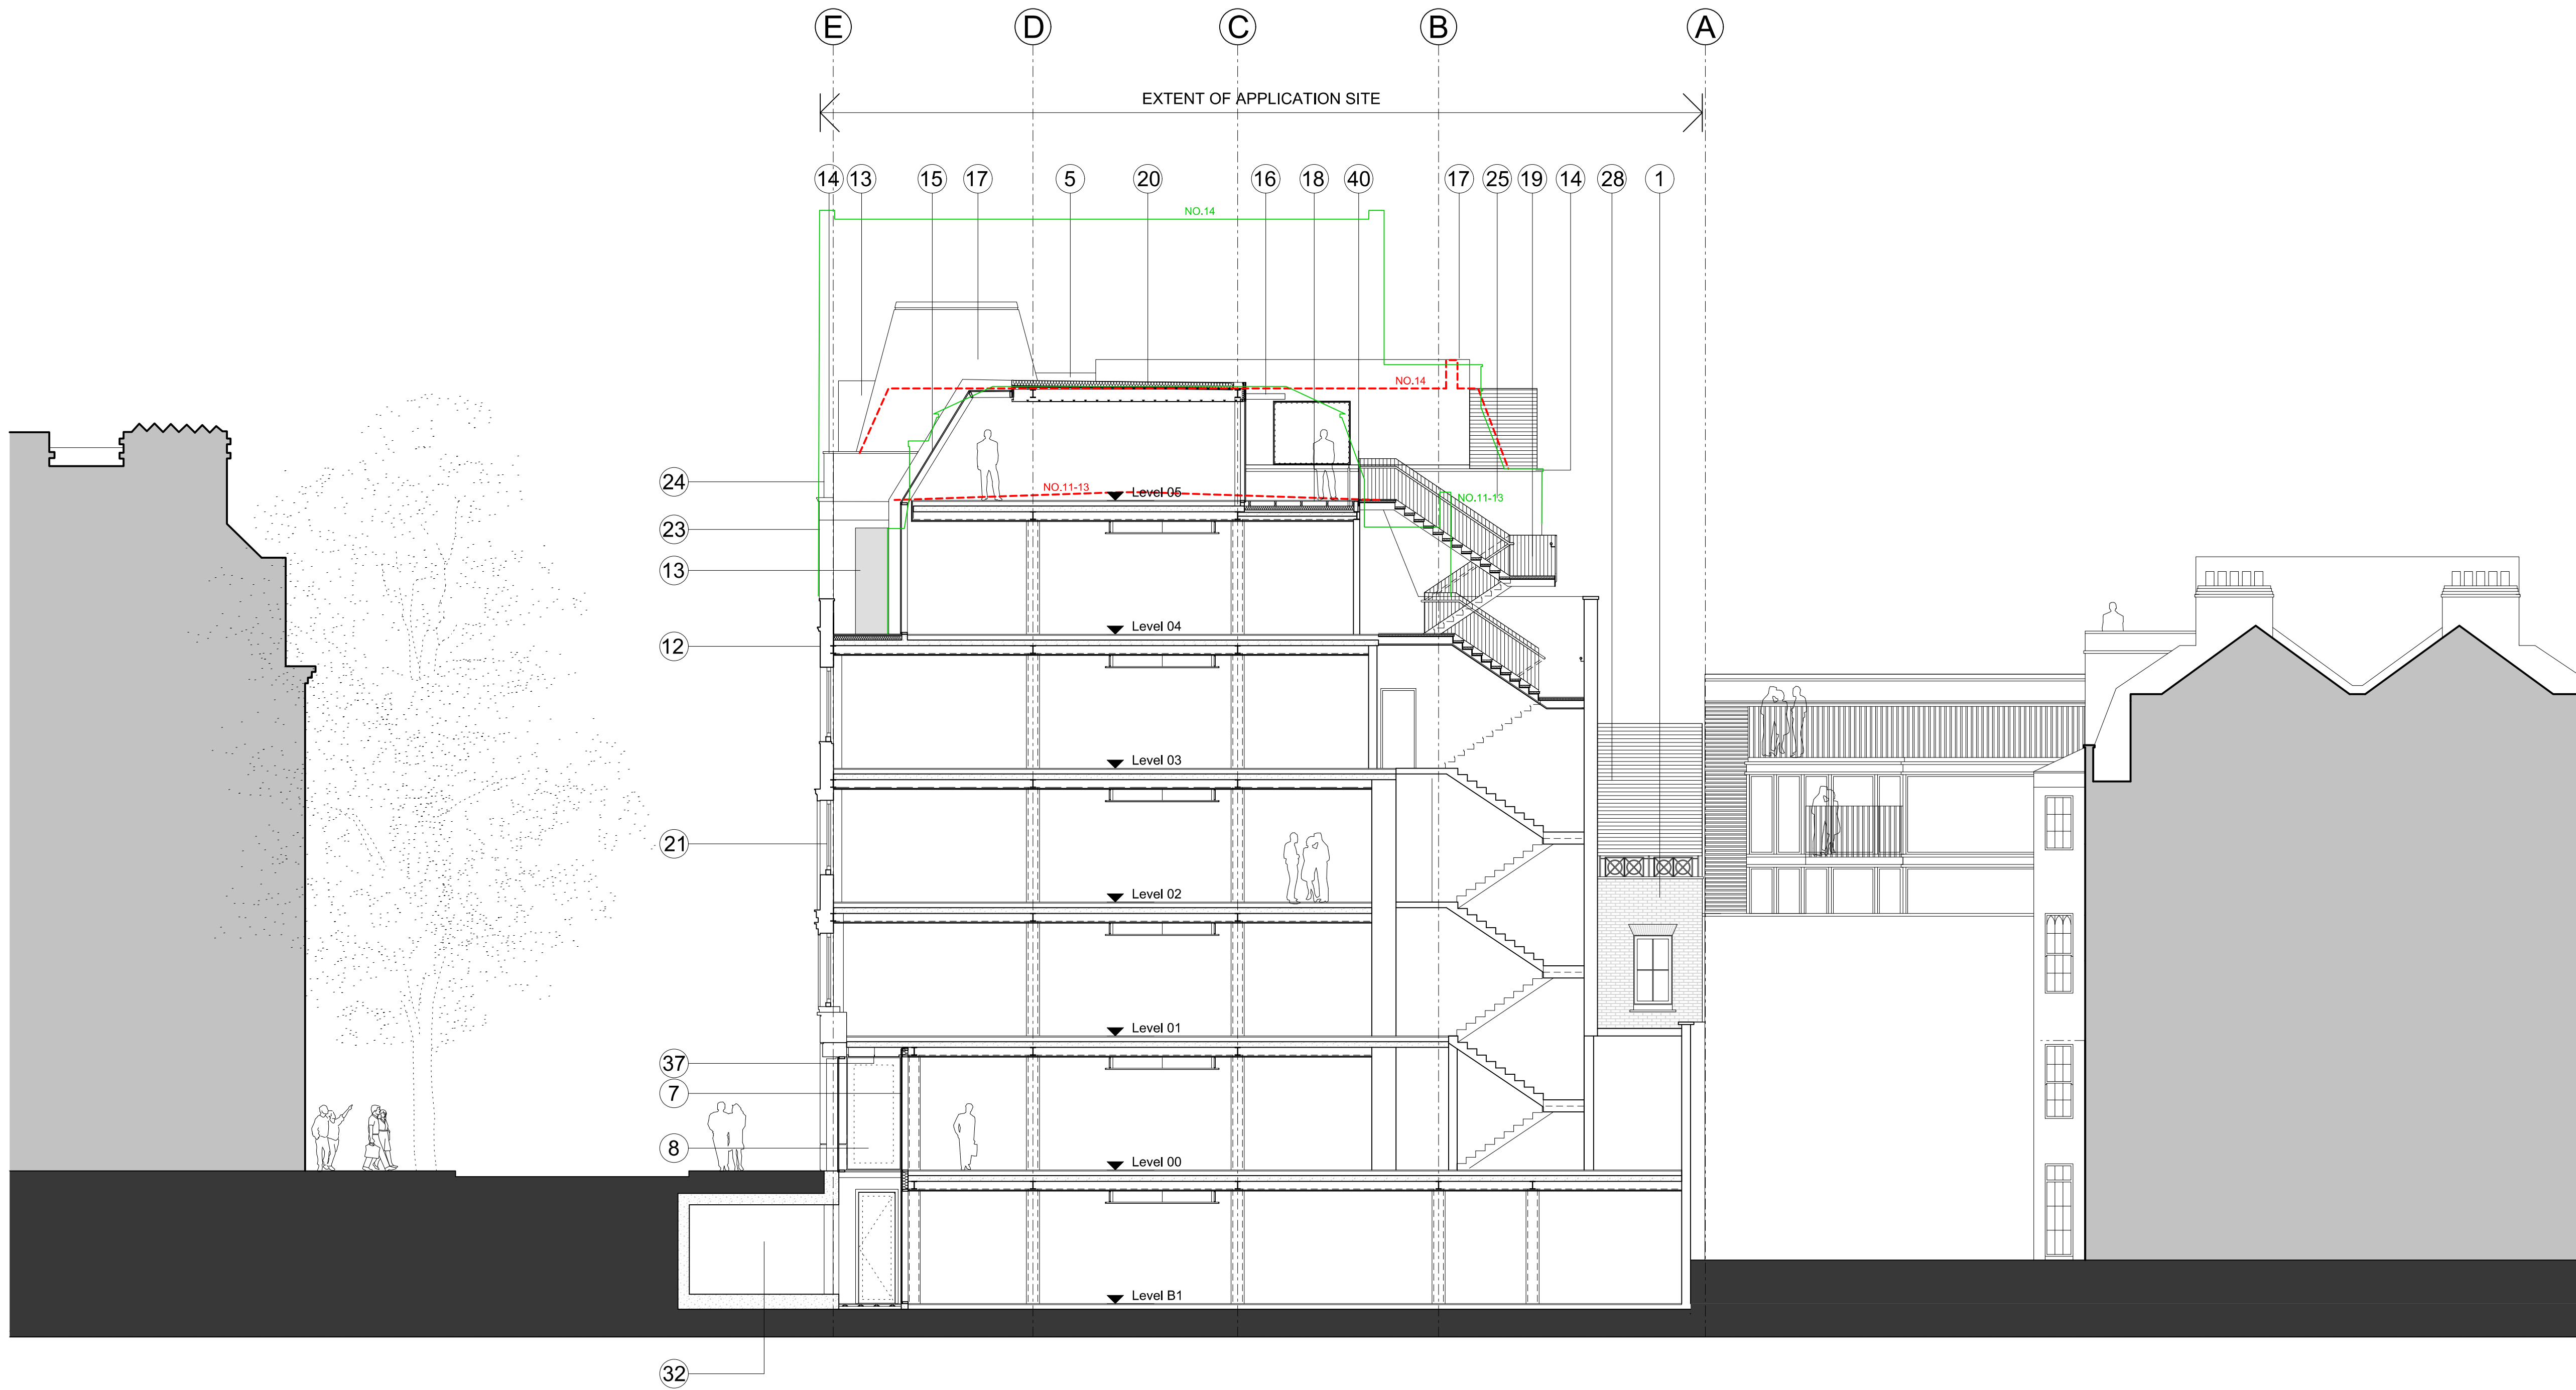 E D C B A
EXTENT OF APPLICATION SITE
14 13 15 17 5 20 16 18 40 17 25 19 14 28 1
NO.14
NO.14
24
NO.11-13
Level 05
NO.11-13
23
13
Level 04
12
Level 03
21
Level 02
Level 01
37
7
8
Level 00
Level B1
32